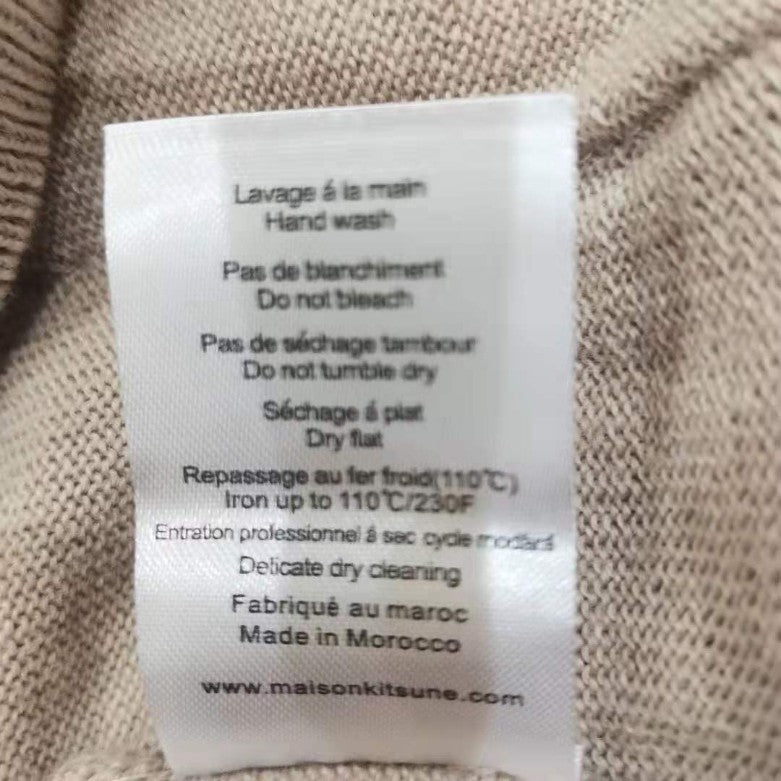 Lavage á la main
Hand wash
Pas de blanchiment
Do not bleach
Pas de séchage tambour
Do not tumble dry
Séchage á plat
Dry flat
Repassage au fer froid(110℃)
Iron up to 110℃/230F
Entration professionnel á sec cycle
Delicate dry cleaning
Fabriqué au maroc
Made in Morocco
www.maisonkitsune.com